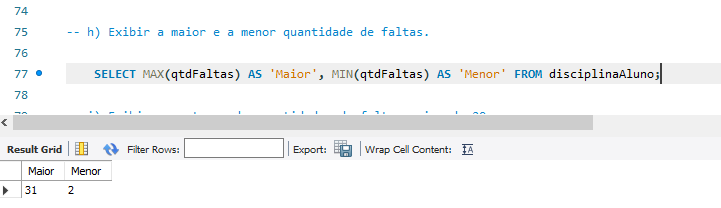 74
75 -- h) Exibir a maior e a menor quantidade de faltas.
76
77 SELECT MAX(qtdFaltas) AS 'Maior', MIN(qtdFaltas) AS 'Menor' FROM disciplinaAluno;
78
Result Grid Filter Rows: Export: Wrap Cell Content:
Maior Menor
31 2